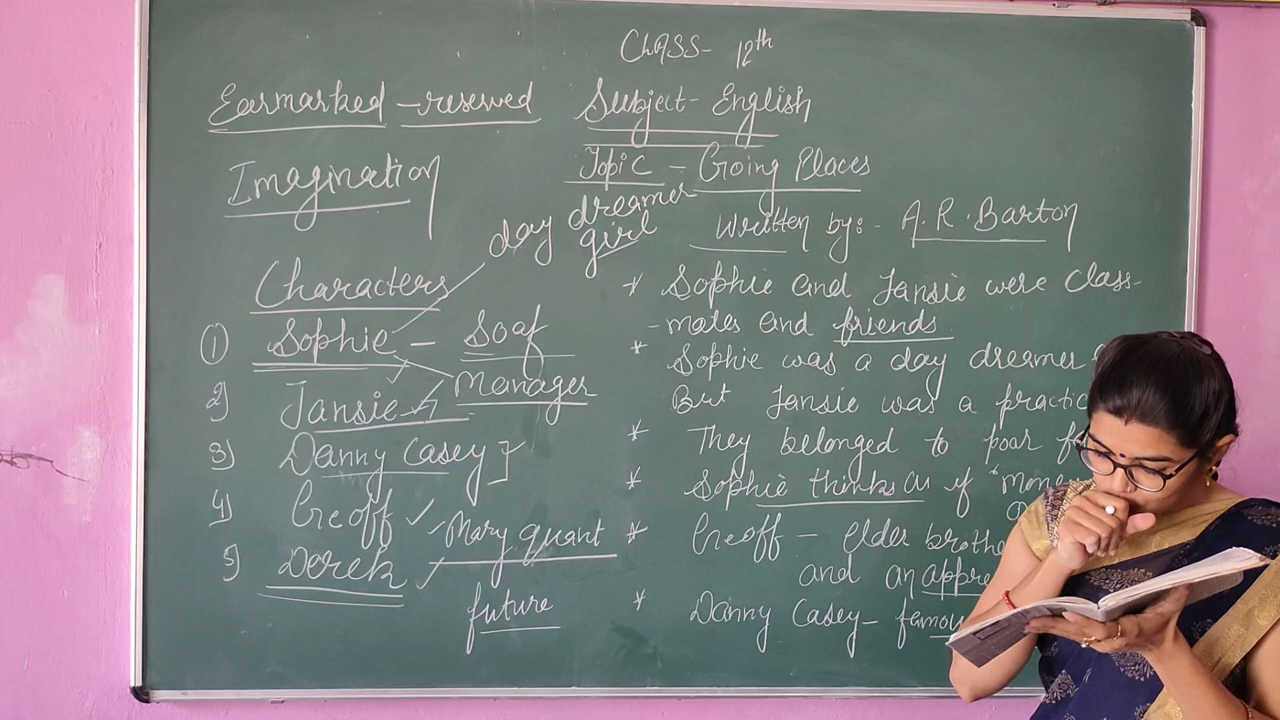 Class- 12th
Earmarked - reserved
Subject- English
Imagination
Topic - Going Places
day dreamer
girl
Written by:- A.R. Barton
Characters
① Sophie - Soaf
Manager
2) Jansie
3) Danny Casey
4) Geoff
Mary quant
5) Derek
future
* Sophie and Jansie were class-
-mates and friends.
* Sophie was a day dreamer
But Jansie was a practic
* They belonged to poor f
* Sophie thinks as if "mone
* Geoff - elder brothe
and an appre
* Danny Casey - famou